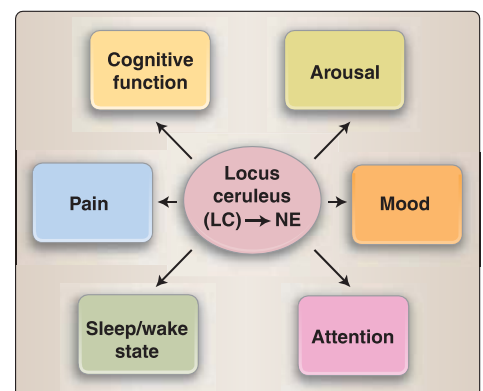 Cognitive
function
Arousal
Locus
ceruleus
(LC) → NE
Pain
Mood
Sleep/wake
state
Attention